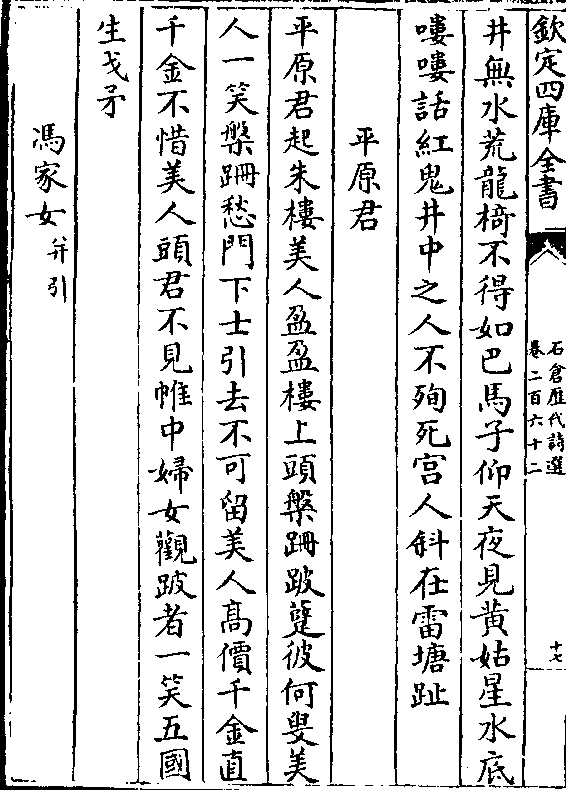 欽定四庫全書
石倉歷代詩選
卷二百六十二
十七
井無水荒龍𣖕不得如巴馬子仰天夜見黄姑星水底
嘍嘍話紅鬼井中之人不殉死宫人斜在雷塘趾
平原君
平原君起朱樓美人盈盈樓上頭槃跚跛躄彼何叟美
人一笑槃跚愁門下士引去不可留美人高價千金直
千金不惜美人頭君不見帷中婦女觀跛者一笑五國
生戈矛
馮家女并引